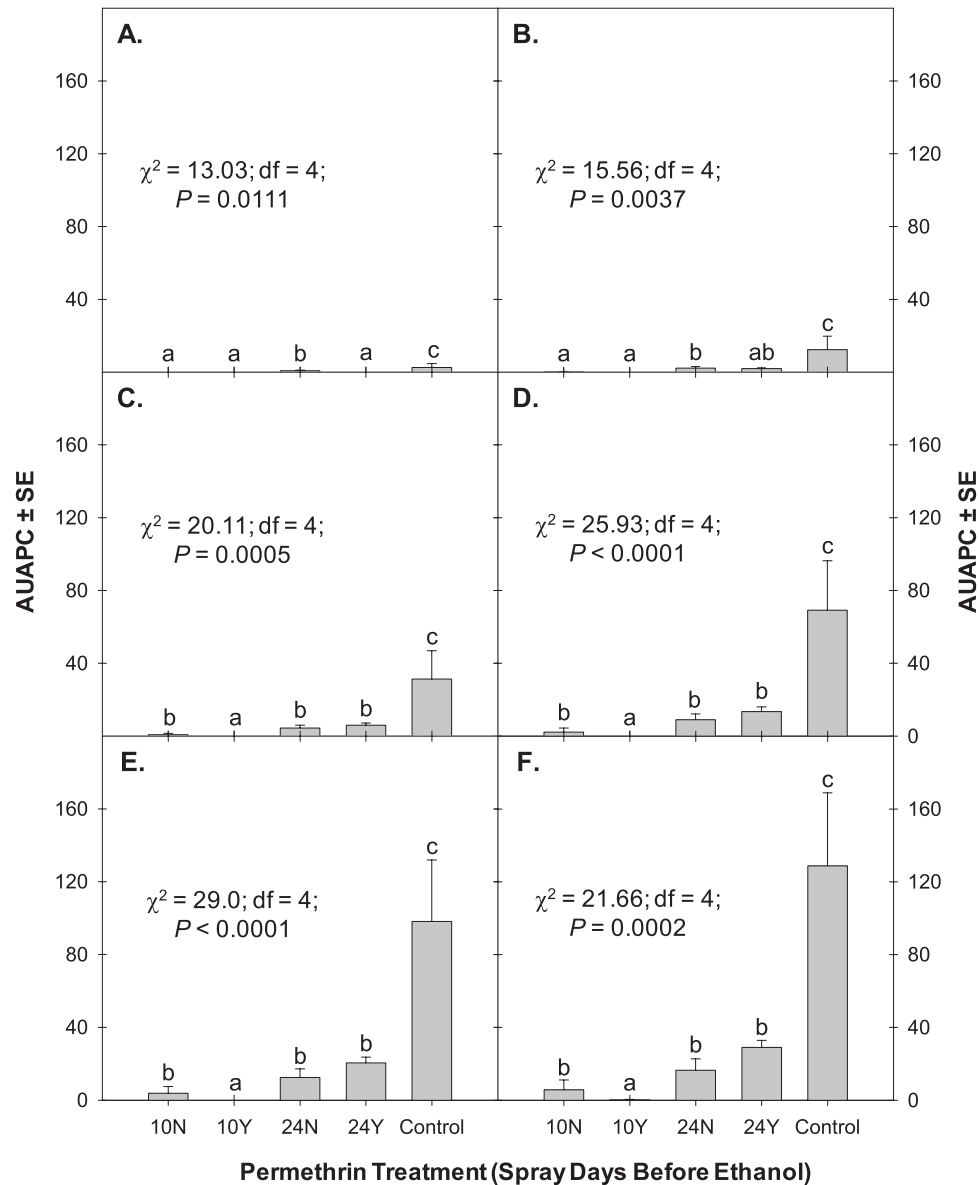 A.
B.
160
160
120
120
χ² = 13.03; df = 4;
P = 0.0111
χ² = 15.56; df = 4;
P = 0.0037
80
80
40
40
a a b a c
a a b ab c
C.
D.
160
160
120
120
χ² = 20.11; df = 4;
P = 0.0005
χ² = 25.93; df = 4;
P < 0.0001
AUAPC ± SE
AUAPC ± SE
80
80
40
40
b a b b c
b a b b c
0
0
E.
F.
160
160
120
120
χ² = 29.0; df = 4;
P < 0.0001
χ² = 21.66; df = 4;
P = 0.0002
80
80
40
40
b a b b c
b a b b c
0
0
10N 10Y 24N 24Y Control
10N 10Y 24N 24Y Control
Permethrin Treatment (Spray Days Before Ethanol)